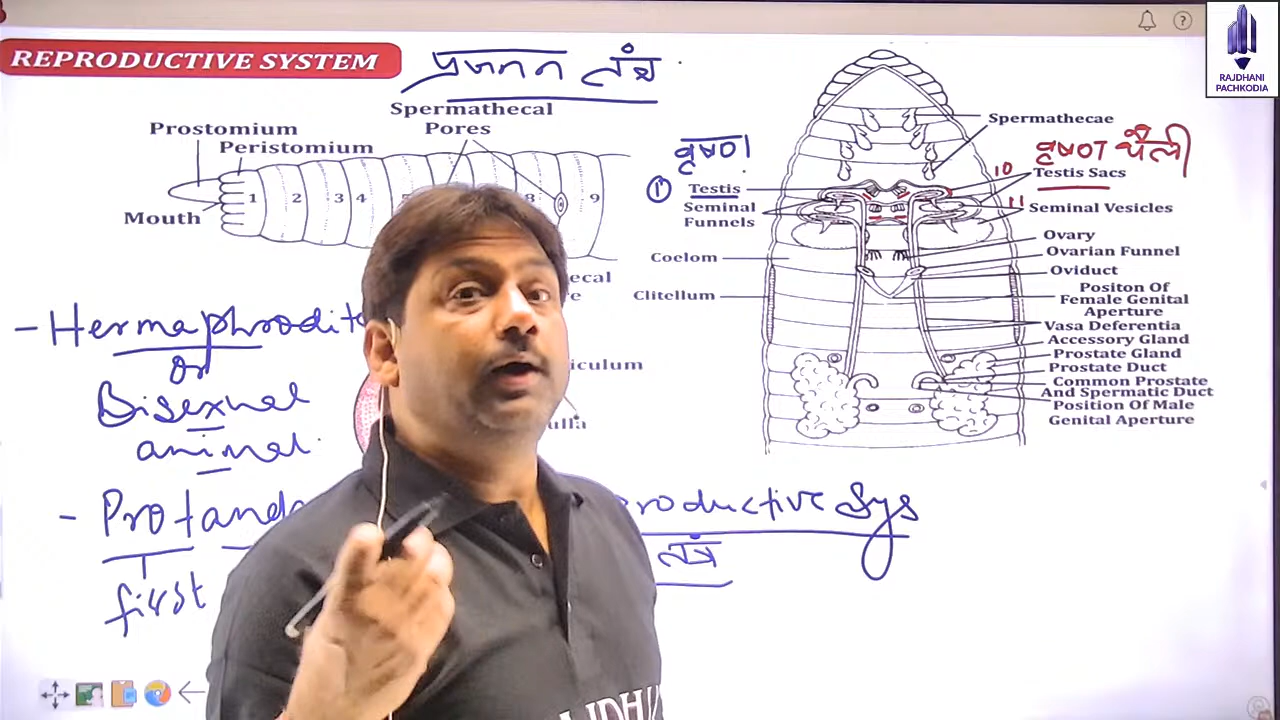 RAJDHANI
PACHKODIA
REPRODUCTIVE SYSTEM
प्रजनन तंत्र
Prostomium
Peristomium
Mouth
Spermathecal
Pores
1 2 3 4 8 9
वृषण
1
Testis
Seminal
Funnels
Coelom
Clitellum
Spermathecae
वृषण थैली
10
Testis Sacs
11
Seminal Vesicles
Ovary
Ovarian Funnel
Oviduct
Positon Of
Female Genital
Aperture
Vasa Deferentia
Accessory Gland
Prostate Gland
Prostate Duct
Common Prostate
And Spermatic Duct
Position Of Male
Genital Aperture
- Hermaphrodite
or
Bisexual
animal
- Protand
first
roductive Sys
तंत्र